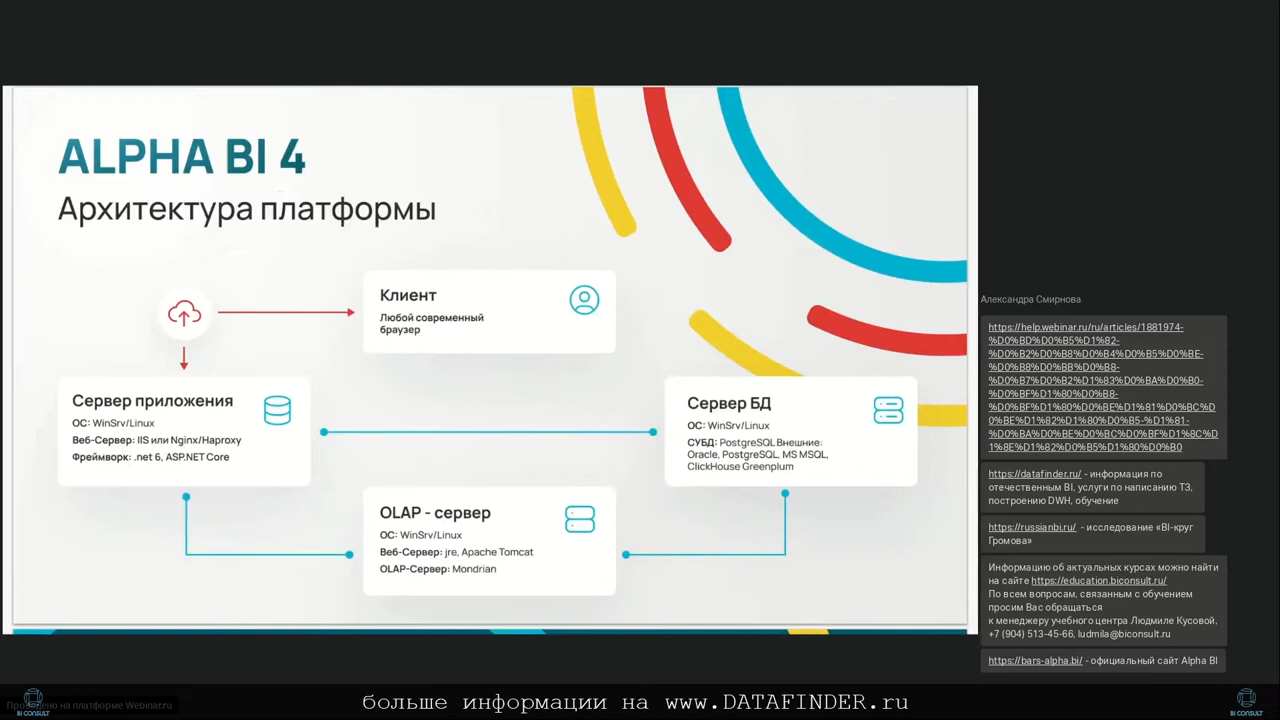 ALPHA BI 4
Архитектура платформы
Клиент
Любой современный
браузер
Сервер приложения
ОС: WinSrv/Linux
Веб-Сервер: IIS или Nginx/Haproxy
Фреймворк: .net 6, ASP.NET Core
Сервер БД
ОС: WinSrv/Linux
СУБД: PostgreSQL Внешние:
Oracle, PostgreSQL, MS MSQL,
ClickHouse Greenplum
OLAP - сервер
ОС: WinSrv/Linux
Веб-Сервер: jre, Apache Tomcat
OLAP-Сервер: Mondrian
Александра Смирнова
https://help.webinar.ru/ru/articles/1881974-
%D0%BD%D0%B5%D1%82-
%D0%B2%D0%B8%D0%B4%D0%B5%D0%BE-
%D0%B8%D0%BB%D0%B8-
%D0%B7%D0%B2%D1%83%D0%BA%D0%B0-
%D0%BF%D1%80%D0%B8-
%D0%BF%D1%80%D0%BE%D1%81%D0%BC%D
0%BE%D1%82%D1%80%D0%B5-%D1%81-
%D0%BA%D0%BE%D0%BC%D0%BF%D1%8C%D
1%8E%D1%82%D0%B5%D1%80%D0%B0
https://datafinder.ru/ - информация по
отечественным BI, услуги по написанию ТЗ,
построению DWH, обучение
https://russianbi.ru/ - исследование «BI-круг
Громова»
Информацию об актуальных курсах можно найти
на сайте https://education.biconsult.ru/
По всем вопросам, связанным с обучением
просим Вас обращаться
к менеджеру учебного центра Людмиле Кусовой,
+7 (904) 513-45-66, ludmila@biconsult.ru
https://bars-alpha.bi/ - официальный сайт Alpha BI
Проведено на платформе Webinar.ru
BI CONSULT
больше информации на www.DATAFINDER.ru
BI CONSULT